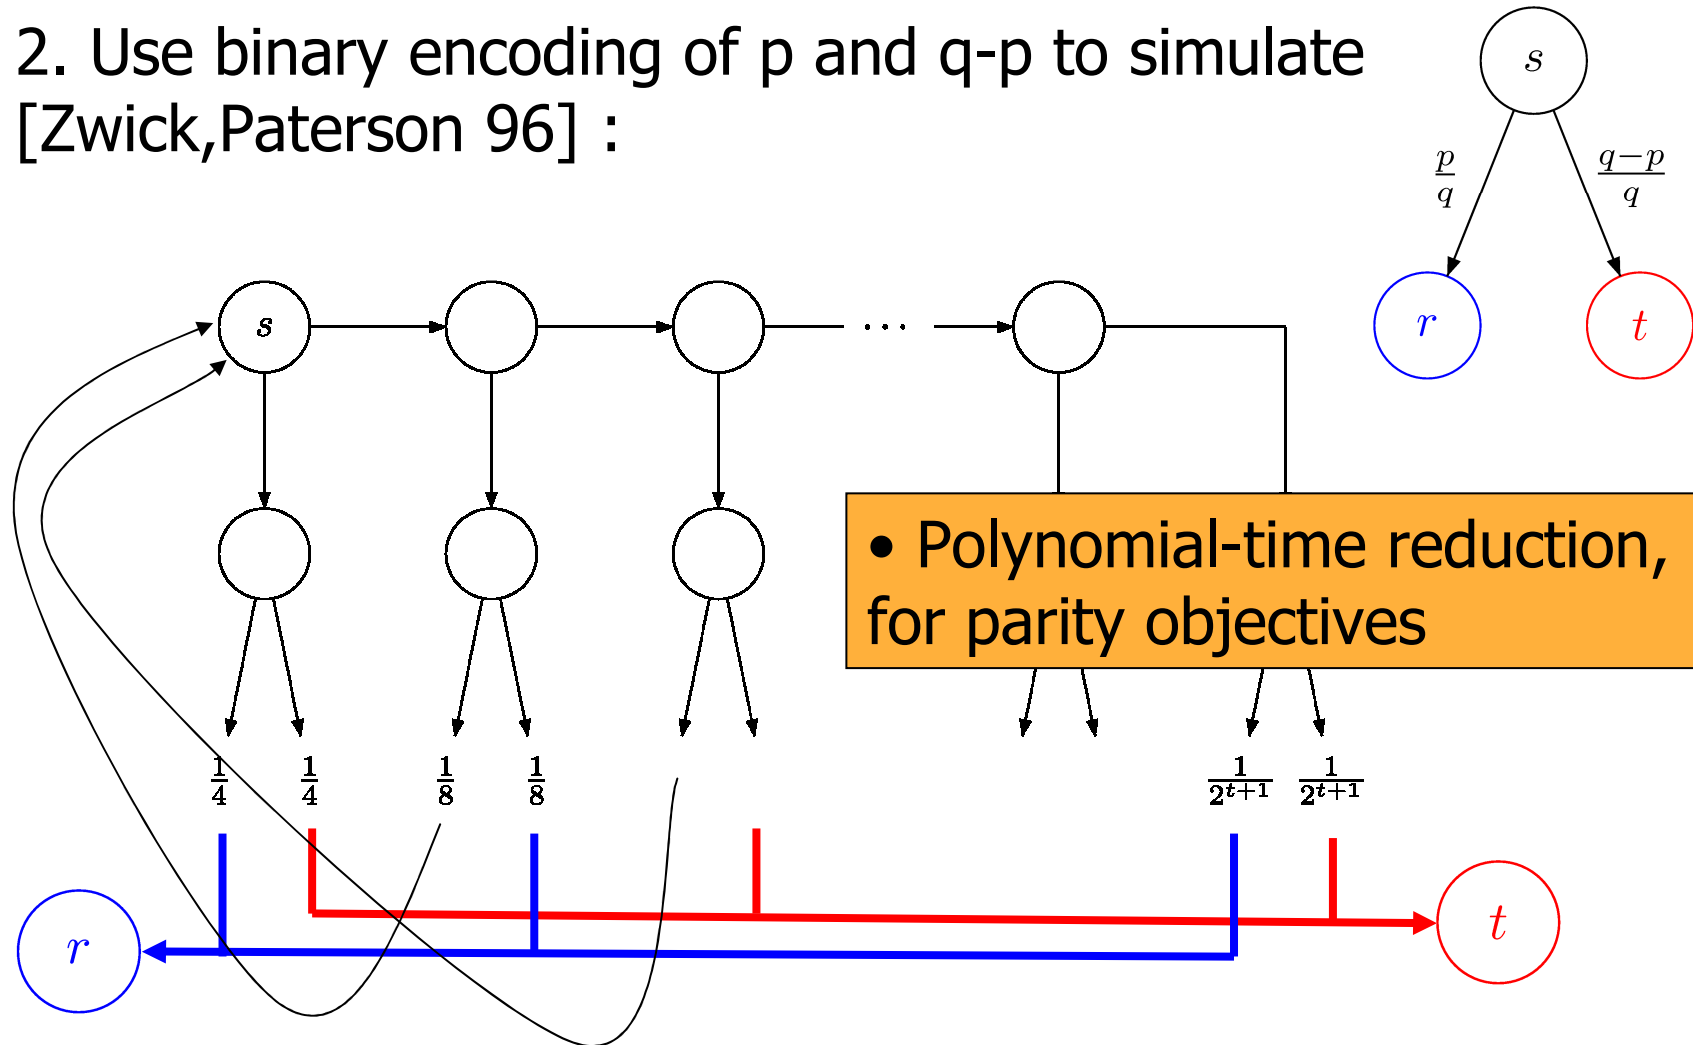 2. Use binary encoding of p and q-p to simulate
[Zwick,Paterson 96] :
s
p/q
q−p/q
r
t
s
...
• Polynomial-time reduction,
for parity objectives
1/4 1/4 1/8 1/8 1/2^{t+1} 1/2^{t+1}
r
t